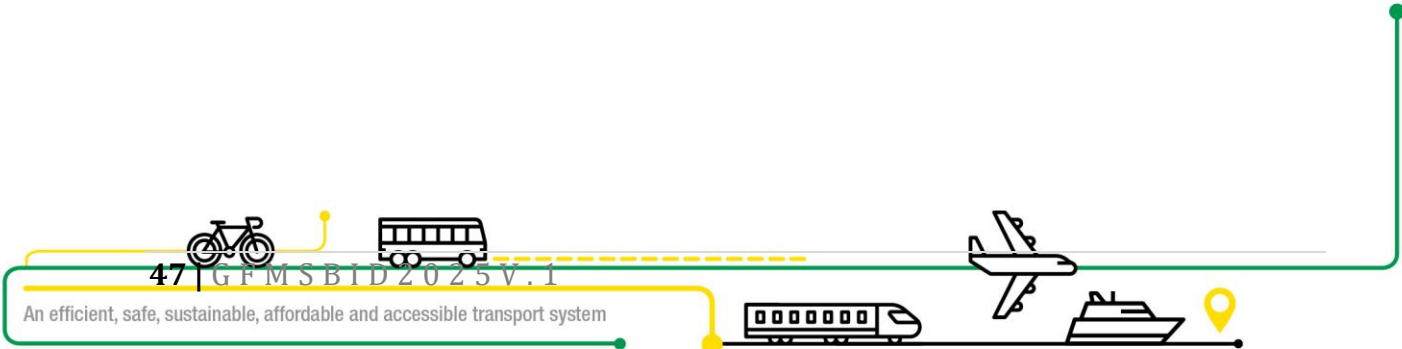 47 | G F M S B I D 2 0 2 5 V . 1
An efficient, safe, sustainable, affordable and accessible transport system